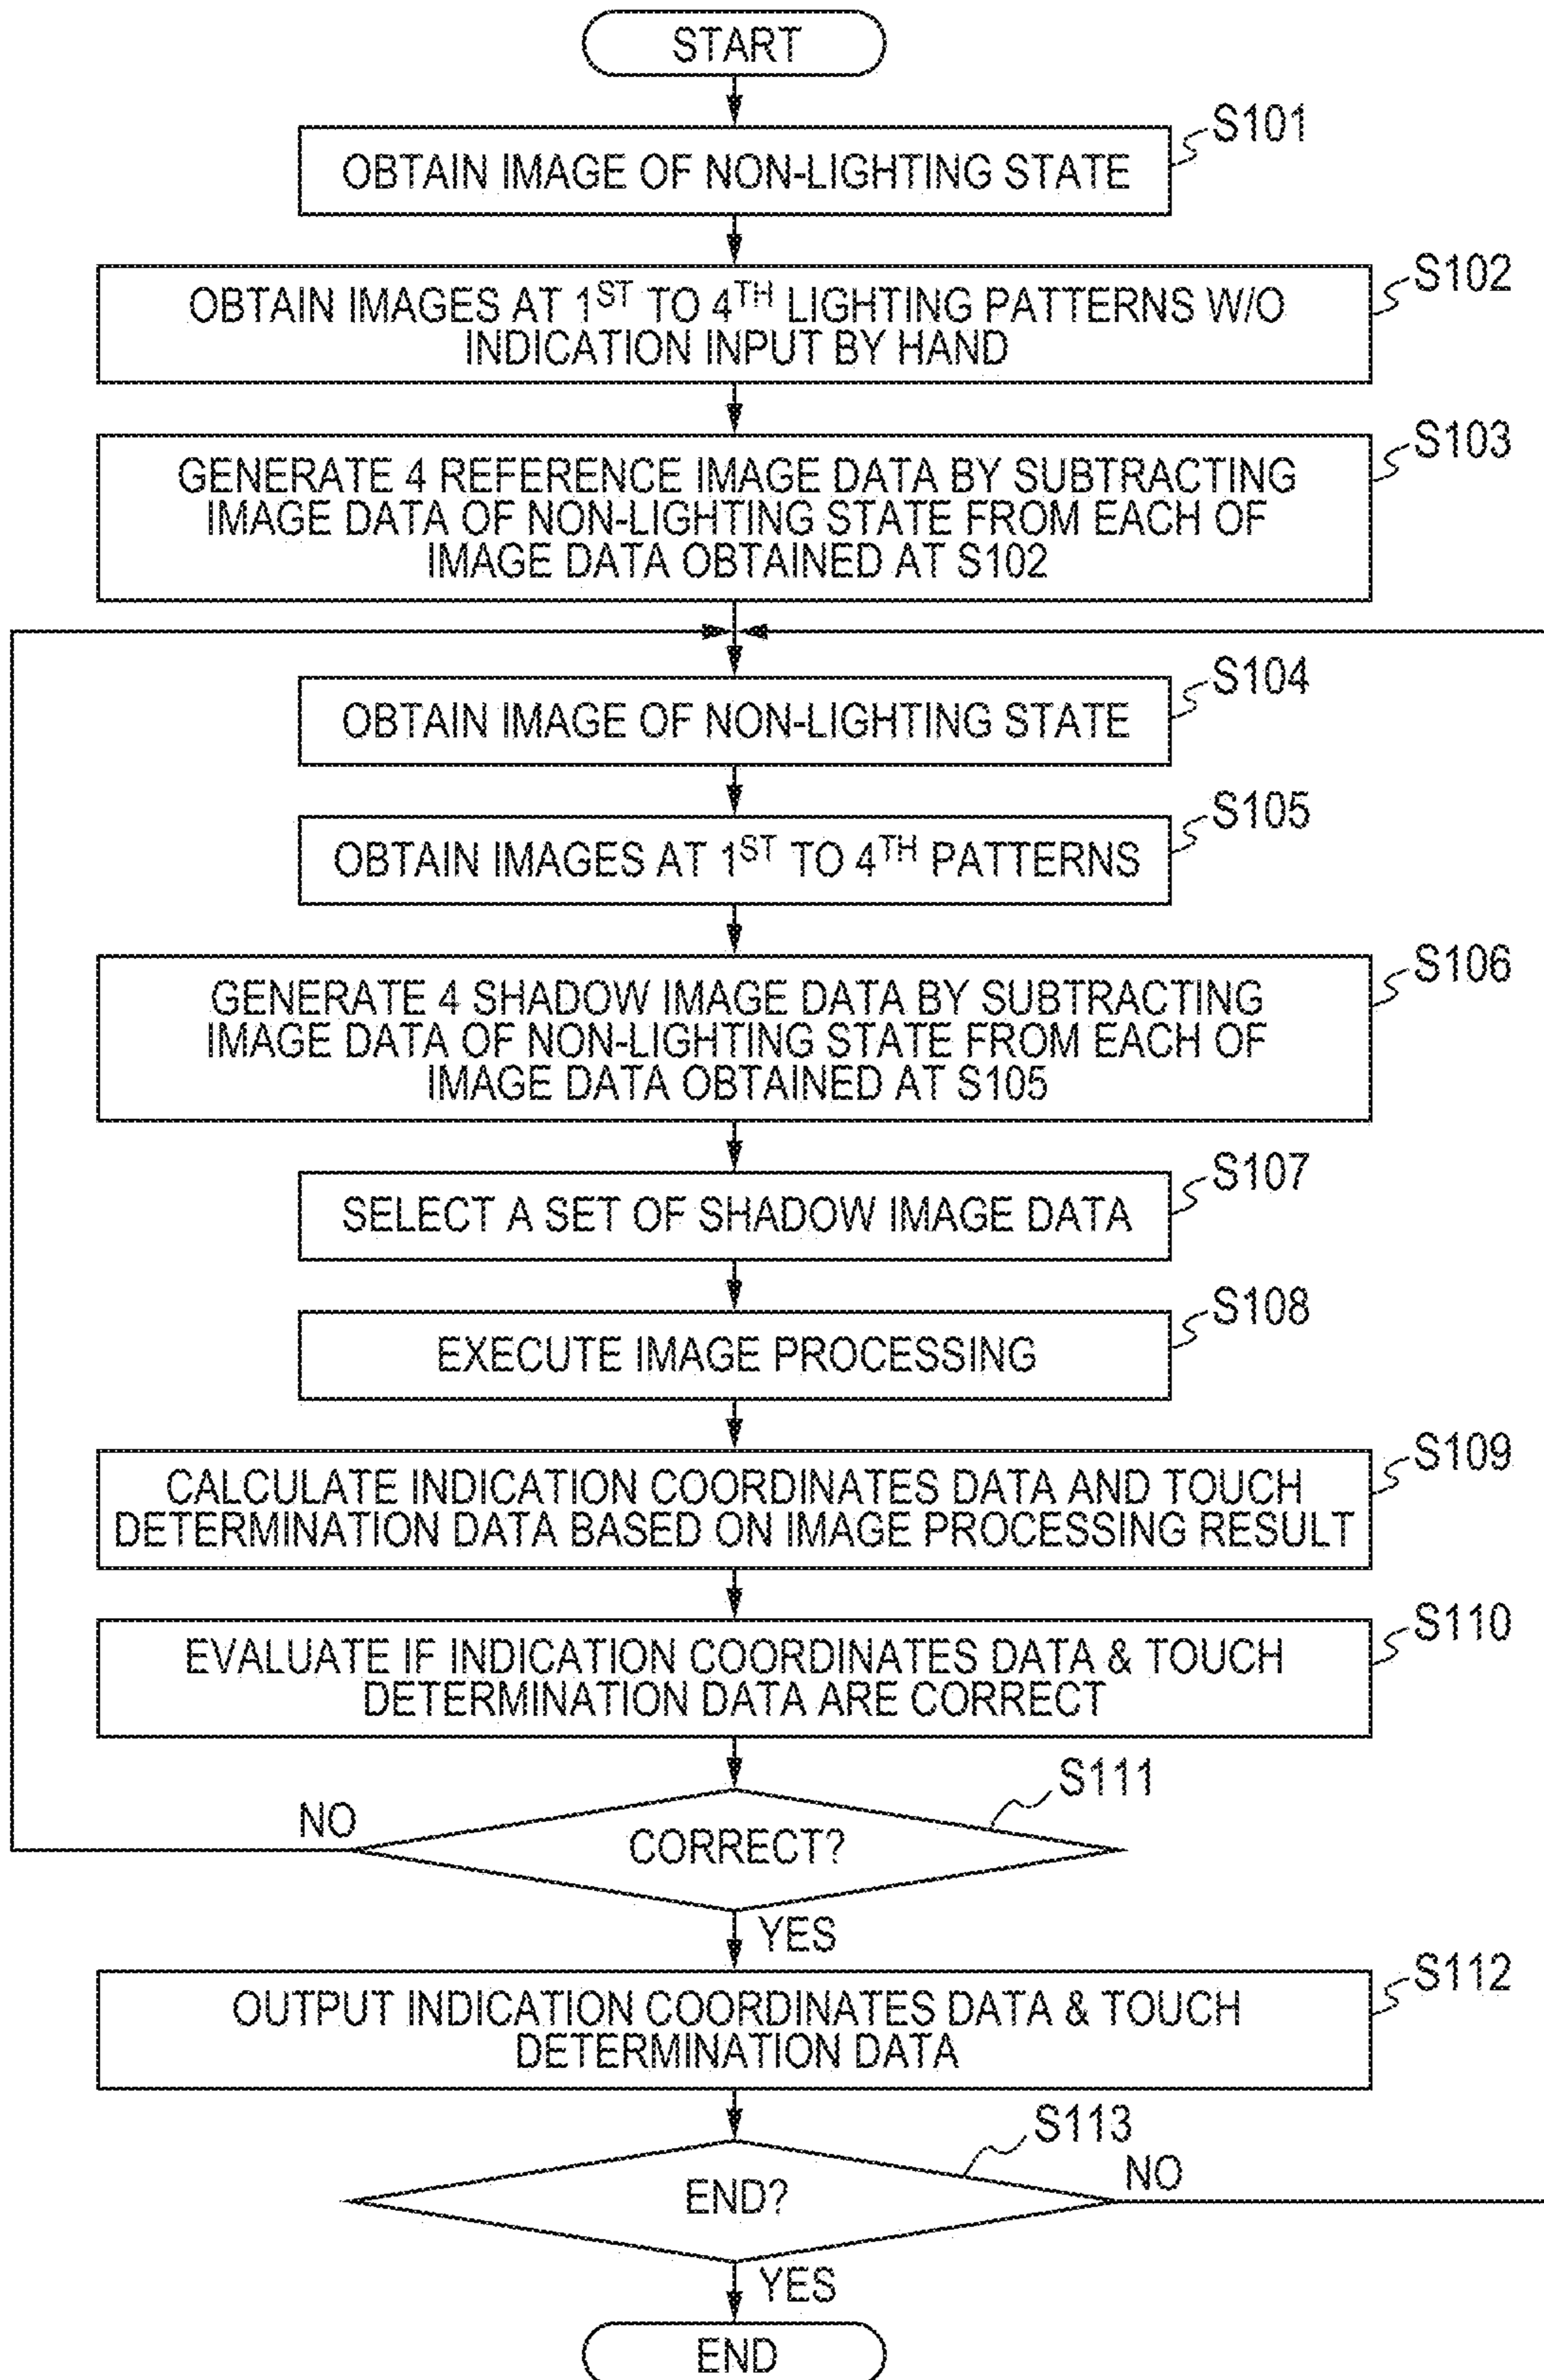 START
S101
OBTAIN IMAGE OF NON-LIGHTING STATE
S102
OBTAIN IMAGES AT 1ST TO 4TH LIGHTING PATTERNS W/O
INDICATION INPUT BY HAND
S103
GENERATE 4 REFERENCE IMAGE DATA BY SUBTRACTING
IMAGE DATA OF NON-LIGHTING STATE FROM EACH OF
IMAGE DATA OBTAINED AT S102
S104
OBTAIN IMAGE OF NON-LIGHTING STATE
S105
OBTAIN IMAGES AT 1ST TO 4TH PATTERNS
S106
GENERATE 4 SHADOW IMAGE DATA BY SUBTRACTING
IMAGE DATA OF NON-LIGHTING STATE FROM EACH OF
IMAGE DATA OBTAINED AT S105
S107
SELECT A SET OF SHADOW IMAGE DATA
S108
EXECUTE IMAGE PROCESSING
S109
CALCULATE INDICATION COORDINATES DATA AND TOUCH
DETERMINATION DATA BASED ON IMAGE PROCESSING RESULT
S110
EVALUATE IF INDICATION COORDINATES DATA & TOUCH
DETERMINATION DATA ARE CORRECT
S111
NO
CORRECT?
YES
S112
OUTPUT INDICATION COORDINATES DATA & TOUCH
DETERMINATION DATA
S113
NO
END?
YES
END